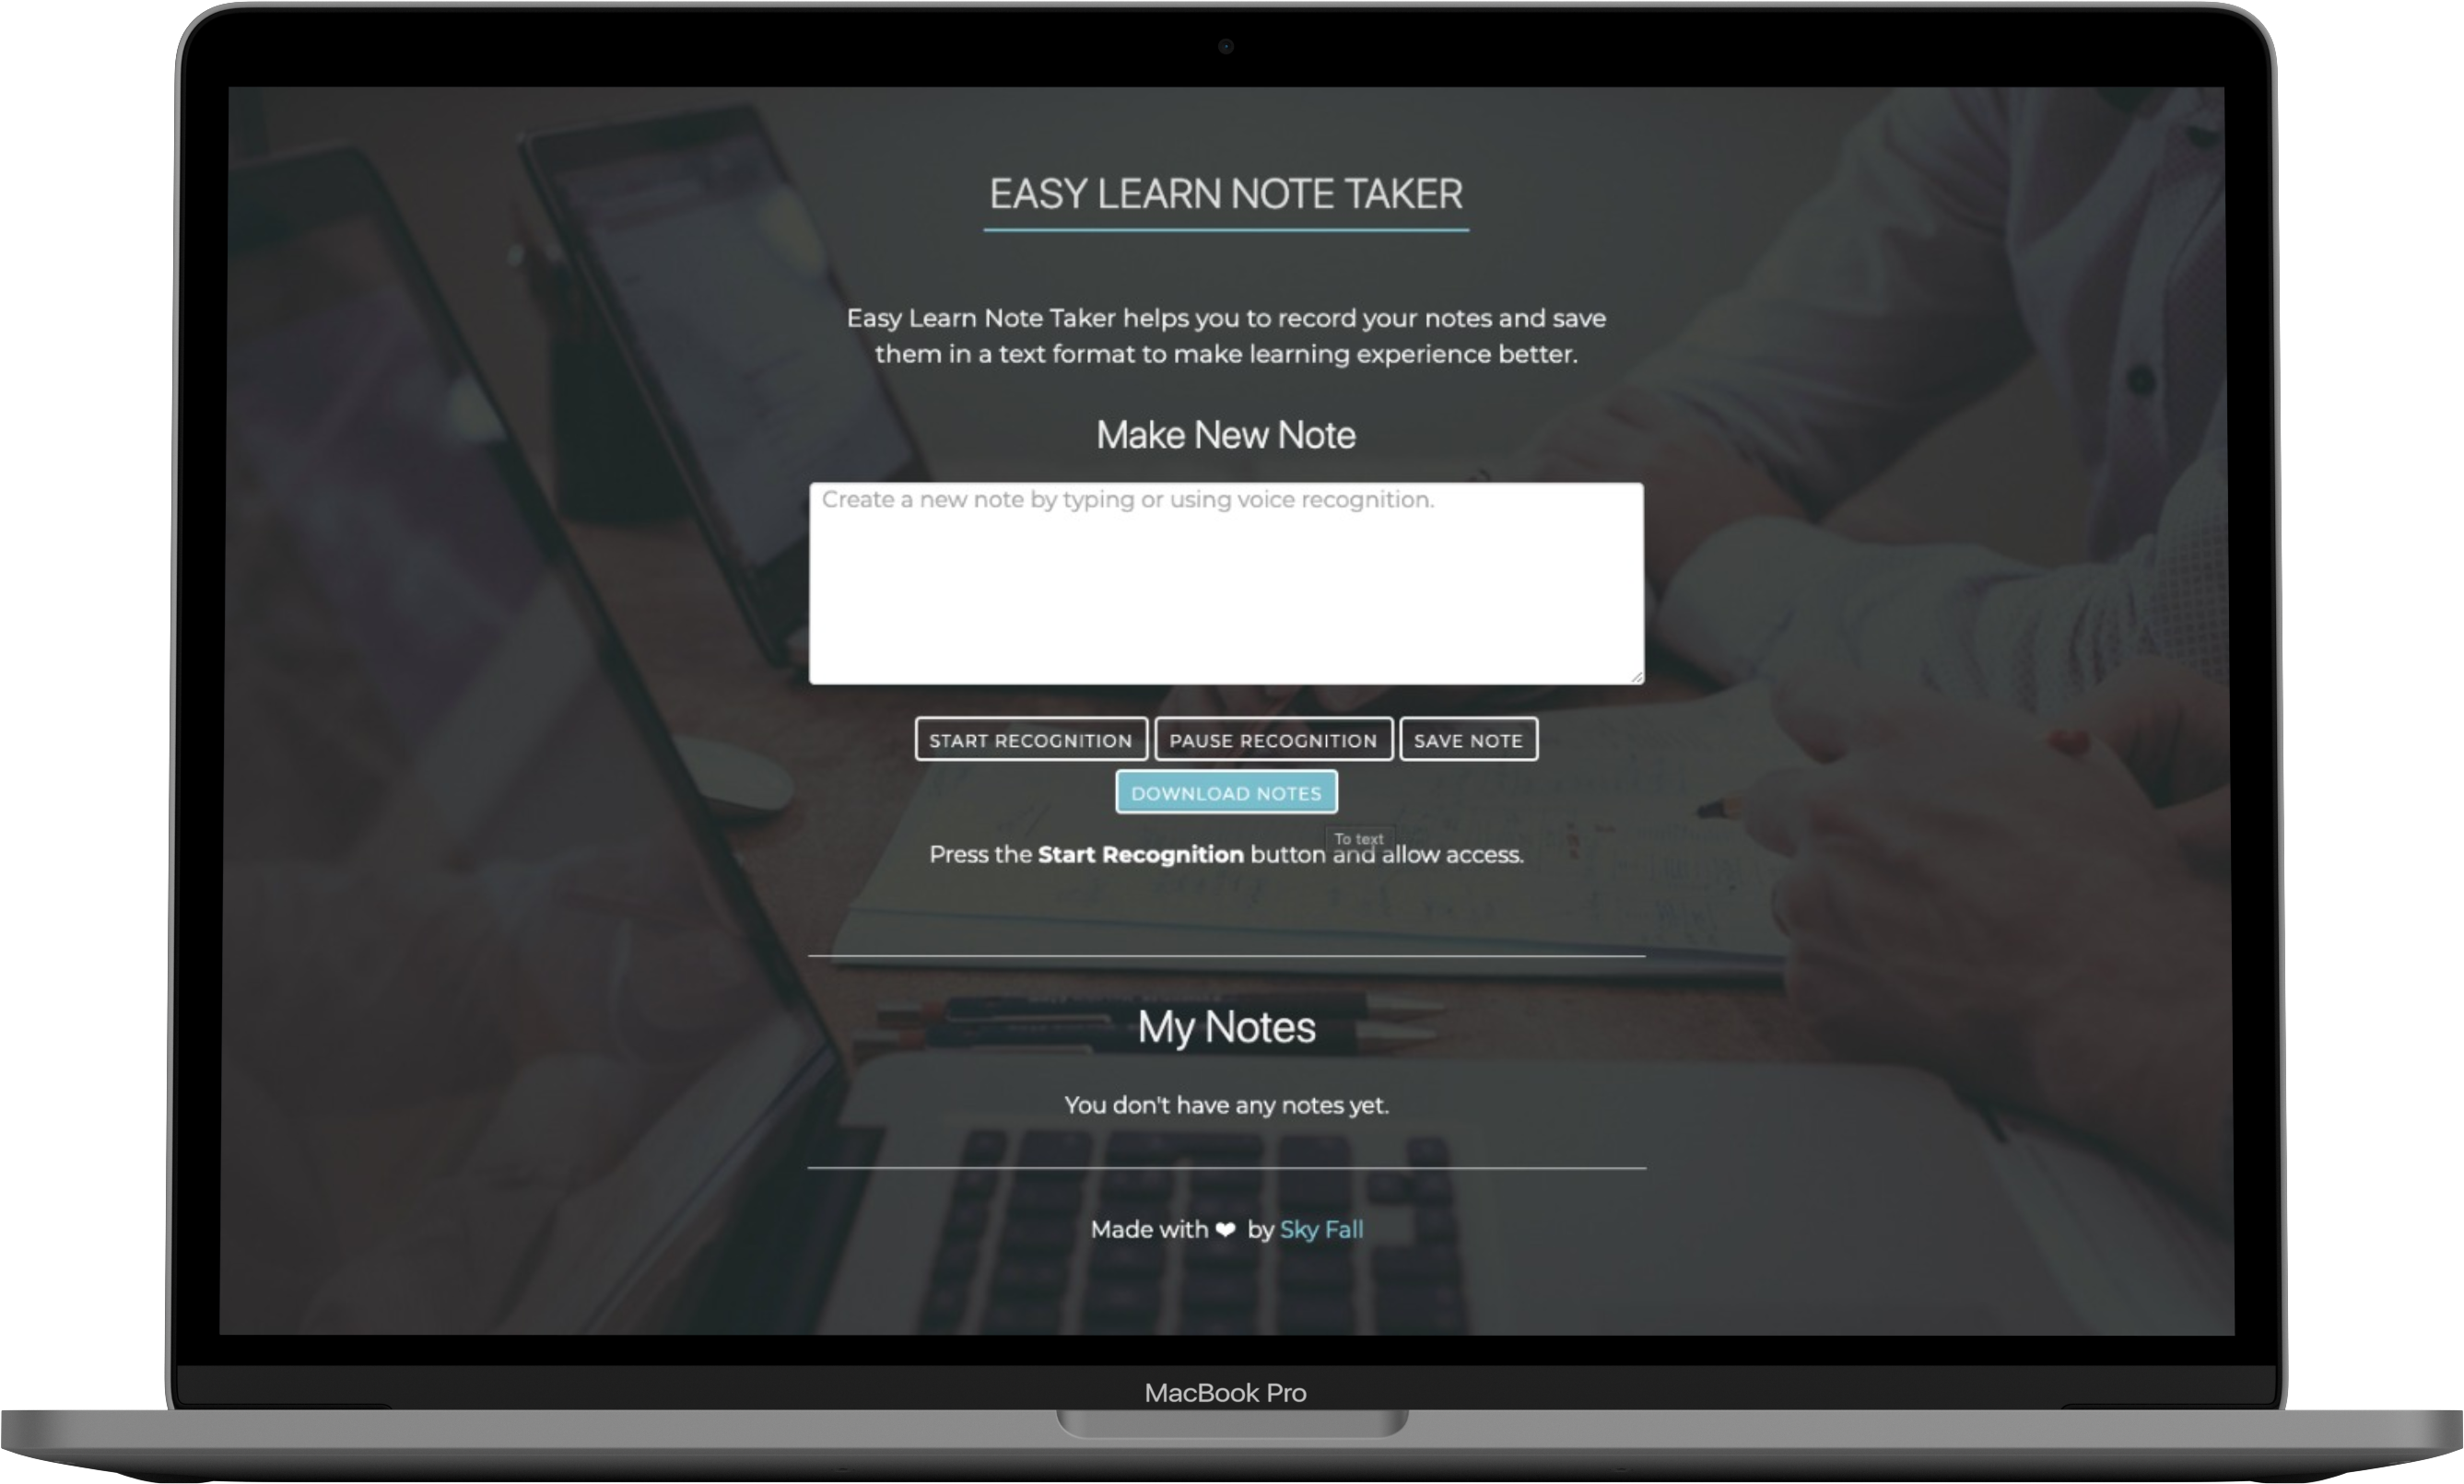 EASY LEARN NOTE TAKER
Easy Learn Note Taker helps you to record your notes and save
them in a text format to make learning experience better.
Make New Note
Create a new note by typing or using voice recognition.
START RECOGNITION PAUSE RECOGNITION SAVE NOTE
DOWNLOAD NOTES
To text
Press the Start Recognition button and allow access.
My Notes
You don't have any notes yet.
Made with ❤ by Sky Fall
MacBook Pro